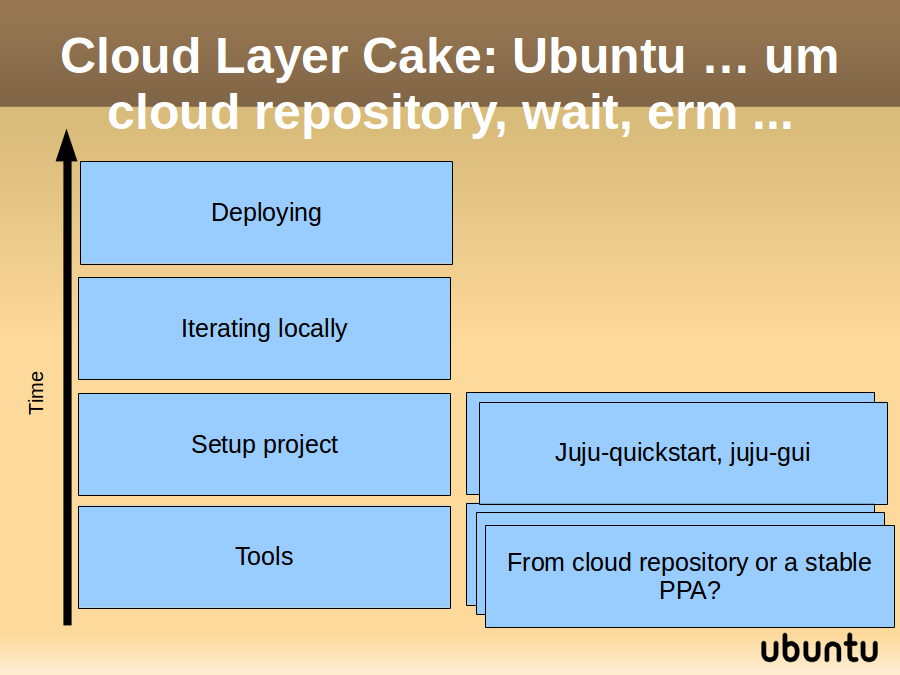 Cloud Layer Cake: Ubuntu … um
cloud repository, wait, erm ...
Deploying
Iterating locally
Time
Setup project
Juju-quickstart, juju-gui
Tools
From cloud repository or a stable
PPA?
ubuntu